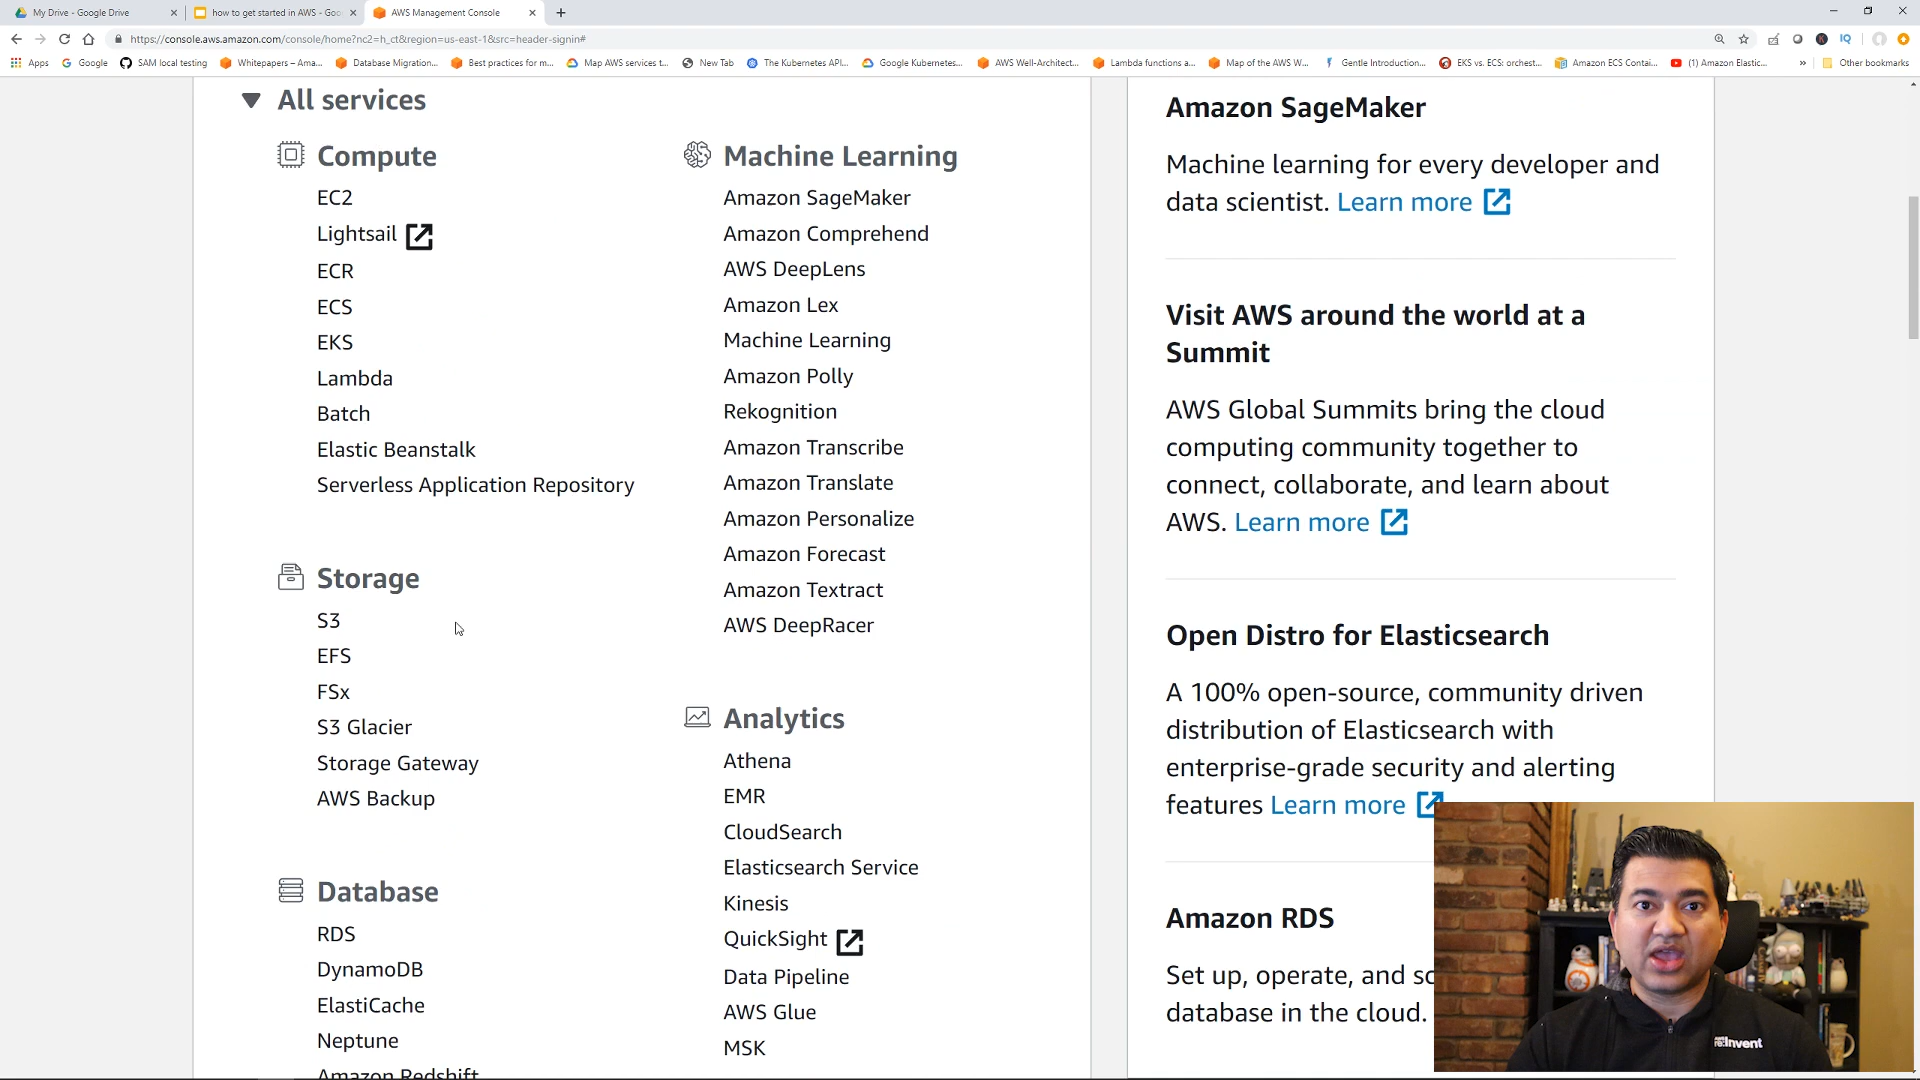 My Drive - Google Drive
how to get started in AWS - Goo
AWS Management Console
https://console.aws.amazon.com/console/home?nc2=h_ct&region=us-east-1&src=header-signin#
Apps
Google
SAM local testing
Whitepapers – Ama...
Database Migration...
Best practices for m...
Map AWS services t...
New Tab
The Kubernetes API...
Google Kubernetes...
AWS Well-Architect...
Lambda functions a...
Map of the AWS W...
Gentle Introduction...
EKS vs. ECS: orchest...
Amazon ECS Contai...
(1) Amazon Elastic...
»
Other bookmarks
All services
Compute
EC2
Lightsail
ECR
ECS
EKS
Lambda
Batch
Elastic Beanstalk
Serverless Application Repository
Storage
S3
EFS
FSx
S3 Glacier
Storage Gateway
AWS Backup
Database
RDS
DynamoDB
ElastiCache
Neptune
Amazon Redshift
Machine Learning
Amazon SageMaker
Amazon Comprehend
AWS DeepLens
Amazon Lex
Machine Learning
Amazon Polly
Rekognition
Amazon Transcribe
Amazon Translate
Amazon Personalize
Amazon Forecast
Amazon Textract
AWS DeepRacer
Analytics
Athena
EMR
CloudSearch
Elasticsearch Service
Kinesis
QuickSight
Data Pipeline
AWS Glue
MSK
Amazon SageMaker
Machine learning for every developer and
data scientist. Learn more
Visit AWS around the world at a
Summit
AWS Global Summits bring the cloud
computing community together to
connect, collaborate, and learn about
AWS. Learn more
Open Distro for Elasticsearch
A 100% open-source, community driven
distribution of Elasticsearch with
enterprise-grade security and alerting
features Learn more
Amazon RDS
Set up, operate, and sc
database in the cloud.
AWS
re:Invent